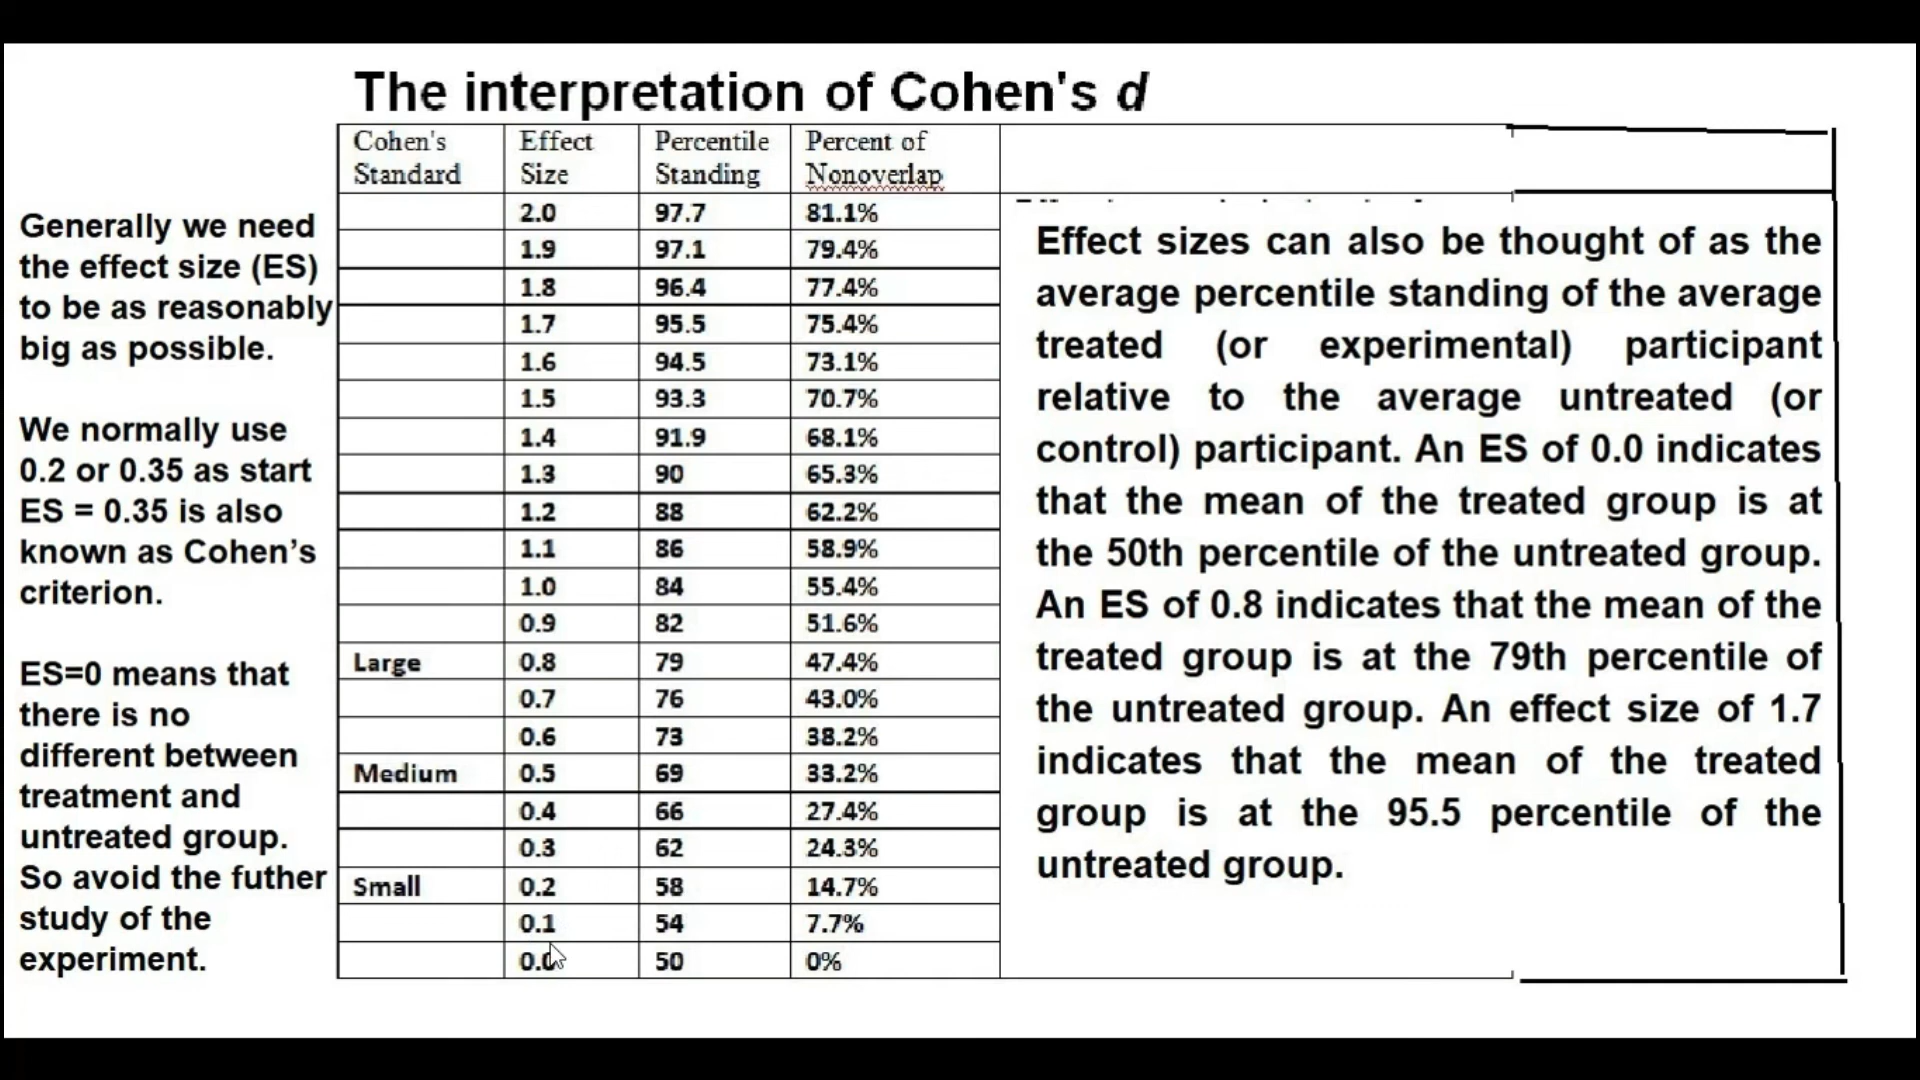 The interpretation of Cohen's d
Generally we need
the effect size (ES)
to be as reasonably
big as possible.
We normally use
0.2 or 0.35 as start
ES = 0.35 is also
known as Cohen’s
criterion.
ES=0 means that
there is no
different between
treatment and
untreated group.
So avoid the futher
study of the
experiment.
Cohen's Standard Effect Size Percentile Standing Percent of Nonoverlap
2.0 97.7 81.1%
1.9 97.1 79.4%
1.8 96.4 77.4%
1.7 95.5 75.4%
1.6 94.5 73.1%
1.5 93.3 70.7%
1.4 91.9 68.1%
1.3 90 65.3%
1.2 88 62.2%
1.1 86 58.9%
1.0 84 55.4%
0.9 82 51.6%
Large 0.8 79 47.4%
0.7 76 43.0%
0.6 73 38.2%
Medium 0.5 69 33.2%
0.4 66 27.4%
0.3 62 24.3%
Small 0.2 58 14.7%
0.1 54 7.7%
0.0 50 0%
Effect sizes can also be thought of as the
average percentile standing of the average
treated (or experimental) participant
relative to the average untreated (or
control) participant. An ES of 0.0 indicates
that the mean of the treated group is at
the 50th percentile of the untreated group.
An ES of 0.8 indicates that the mean of the
treated group is at the 79th percentile of
the untreated group. An effect size of 1.7
indicates that the mean of the treated
group is at the 95.5 percentile of the
untreated group.